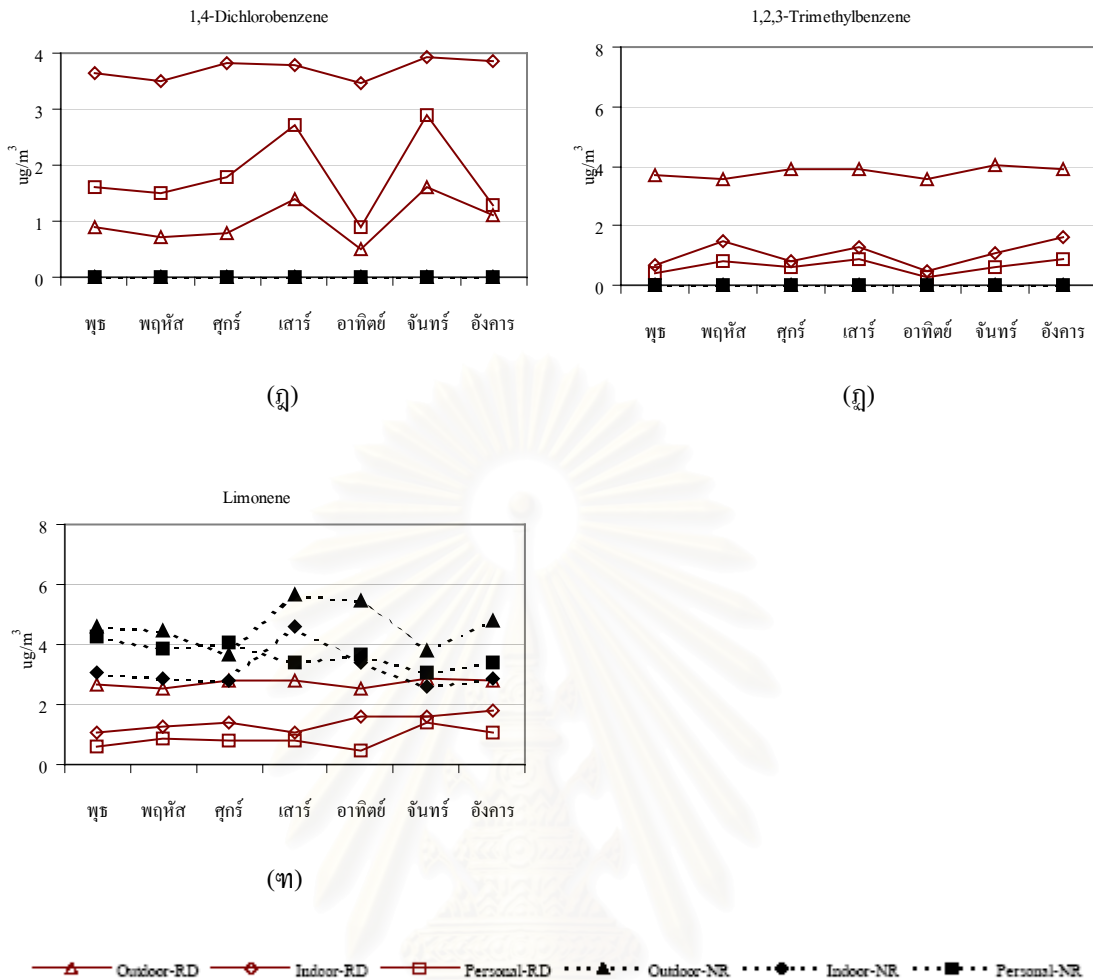 1,4-Dichlorobenzene
4
3
2
1
0
ug/m³
พุธ พฤหัส ศุกร์ เสาร์ อาทิตย์ จันทร์ อังคาร
(ฎ)
1,2,3-Trimethylbenzene
8
6
4
2
0
ug/m³
พุธ พฤหัส ศุกร์ เสาร์ อาทิตย์ จันทร์ อังคาร
(ฏ)
Limonene
8
6
4
2
0
ug/m³
พุธ พฤหัส ศุกร์ เสาร์ อาทิตย์ จันทร์ อังคาร
(ฑ)
Outdoor-RD Indoor-RD Personal-RD Outdoor-NR Indoor-NR Personal-NR